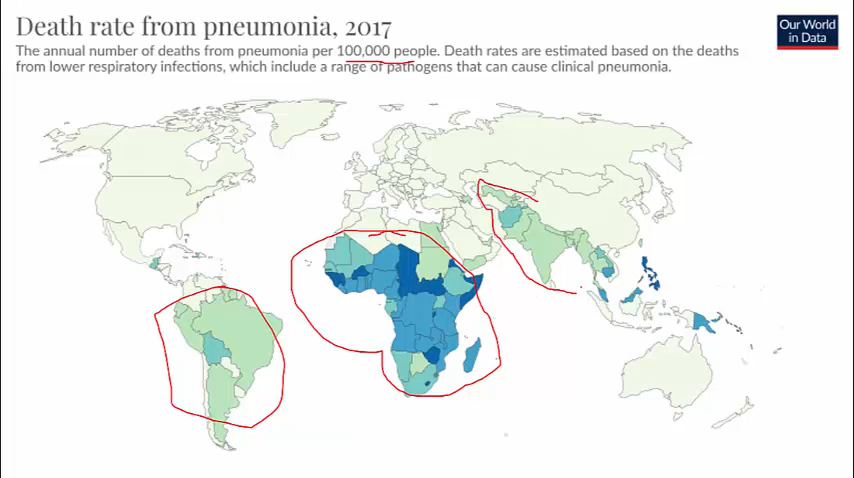 Death rate from pneumonia, 2017
The annual number of deaths from pneumonia per 100,000 people. Death rates are estimated based on the deaths
from lower respiratory infections, which include a range of pathogens that can cause clinical pneumonia.
Our World
in Data